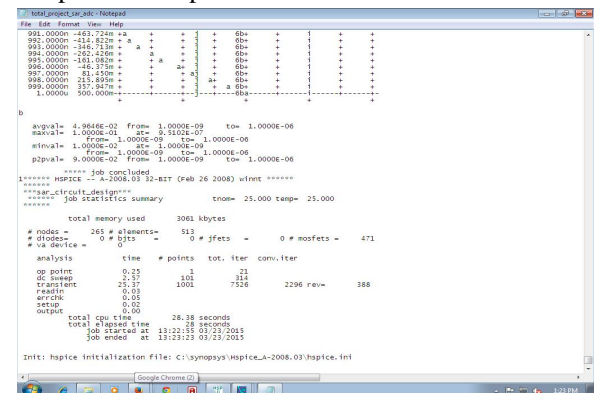 total_project_sar_adc - Notepad
File Edit Format View Help
991.0000n -463.724m +a + + j + 6b+ + i + +
992.0000n -414.822m + a + + j + 6b+ + i + +
993.0000n -346.713m + a + + j + 6b+ + i + +
994.0000n -262.426m + a + j + 6b+ + i + +
995.0000n -161.082m + + a + j + 6b+ + i + +
996.0000n -46.375m + + a+ j + 6b+ + i + +
997.0000n 81.450m + + + aj + 6b+ + i + +
998.0000n 215.895m + + + j a+ 6b+ + i + +
999.0000n 357.947m + + + j + a 6b+ + i + +
1.0000u 500.000m +------+------+--j---+----6ba------+------i------+------+-
+ + + + +
b
avgval= 4.9646E-02 from= 1.0000E-09 to= 1.0000E-06
maxval= 1.0000E-01 at= 9.5102E-07
from= 1.0000E-09 to= 1.0000E-06
minval= 1.0000E-02 at= 1.0000E-09
from= 1.0000E-09 to= 1.0000E-06
p2pval= 9.0000E-02 from= 1.0000E-09 to= 1.0000E-06
***** job concluded
1****** HSPICE -- A-2008.03 32-BIT (Feb 26 2008) winnt ******
******
***sar_circuit_design***
****** job statistics summary tnom= 25.000 temp= 25.000
******
total memory used 3061 kbytes
# nodes = 265 # elements= 513
# diodes= 0 # bjts = 0 # jfets = 0 # mosfets = 471
# va device = 0
analysis time # points tot. iter conv.iter
op point 0.25 1 21
dc sweep 2.57 101 314
transient 25.37 1001 7526 2296 rev= 388
readin 0.03
errchk 0.05
setup 0.02
output 0.00
total cpu time 28.38 seconds
total elapsed time 28 seconds
job started at 13:22:55 03/23/2015
job ended at 13:23:23 03/23/2015
Init: hspice initialization file: C:\synopsys\Hspice_A-2008.03\hspice.ini
Google Chrome (2)
1:23 PM